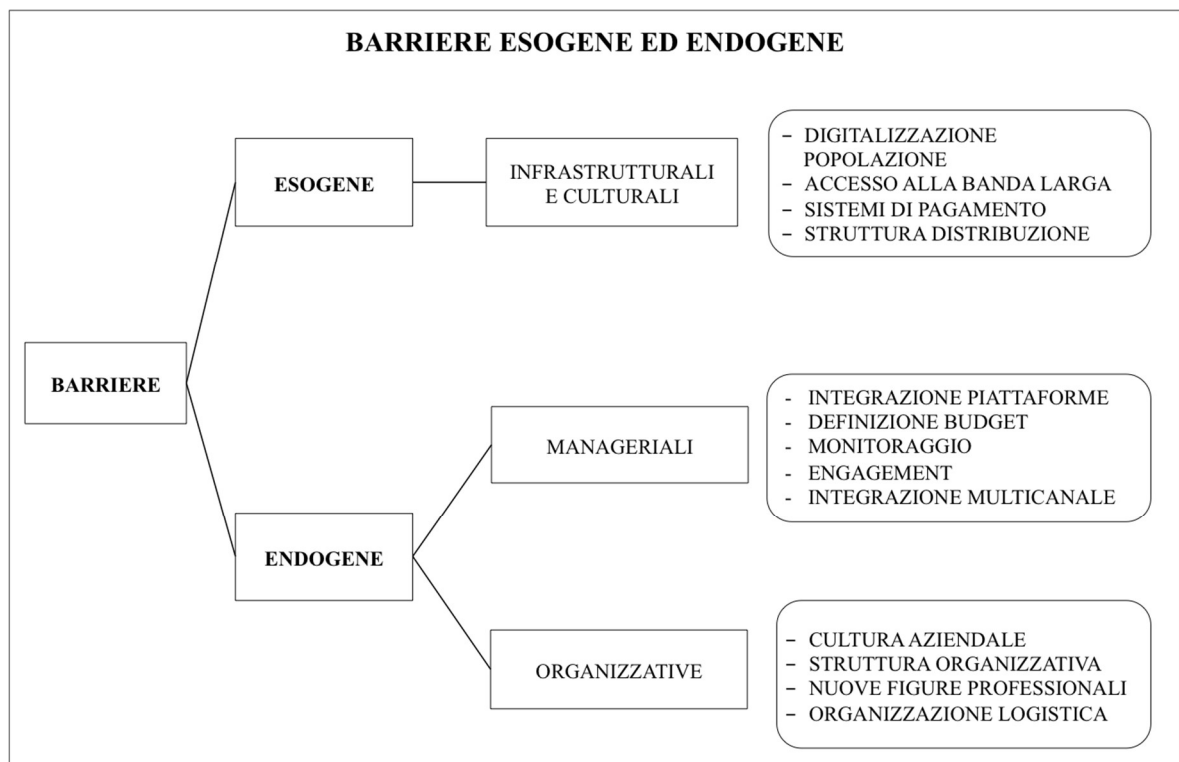 BARRIERE ESOGENE ED ENDOGENE
BARRIERE
ESOGENE
INFRASTRUTTURALI
E CULTURALI
– DIGITALIZZAZIONE
POPOLAZIONE
– ACCESSO ALLA BANDA LARGA
– SISTEMI DI PAGAMENTO
– STRUTTURA DISTRIBUZIONE
ENDOGENE
MANAGERIALI
- INTEGRAZIONE PIATTAFORME
- DEFINIZIONE BUDGET
- MONITORAGGIO
- ENGAGEMENT
- INTEGRAZIONE MULTICANALE
ORGANIZZATIVE
– CULTURA AZIENDALE
– STRUTTURA ORGANIZZATIVA
– NUOVE FIGURE PROFESSIONALI
– ORGANIZZAZIONE LOGISTICA